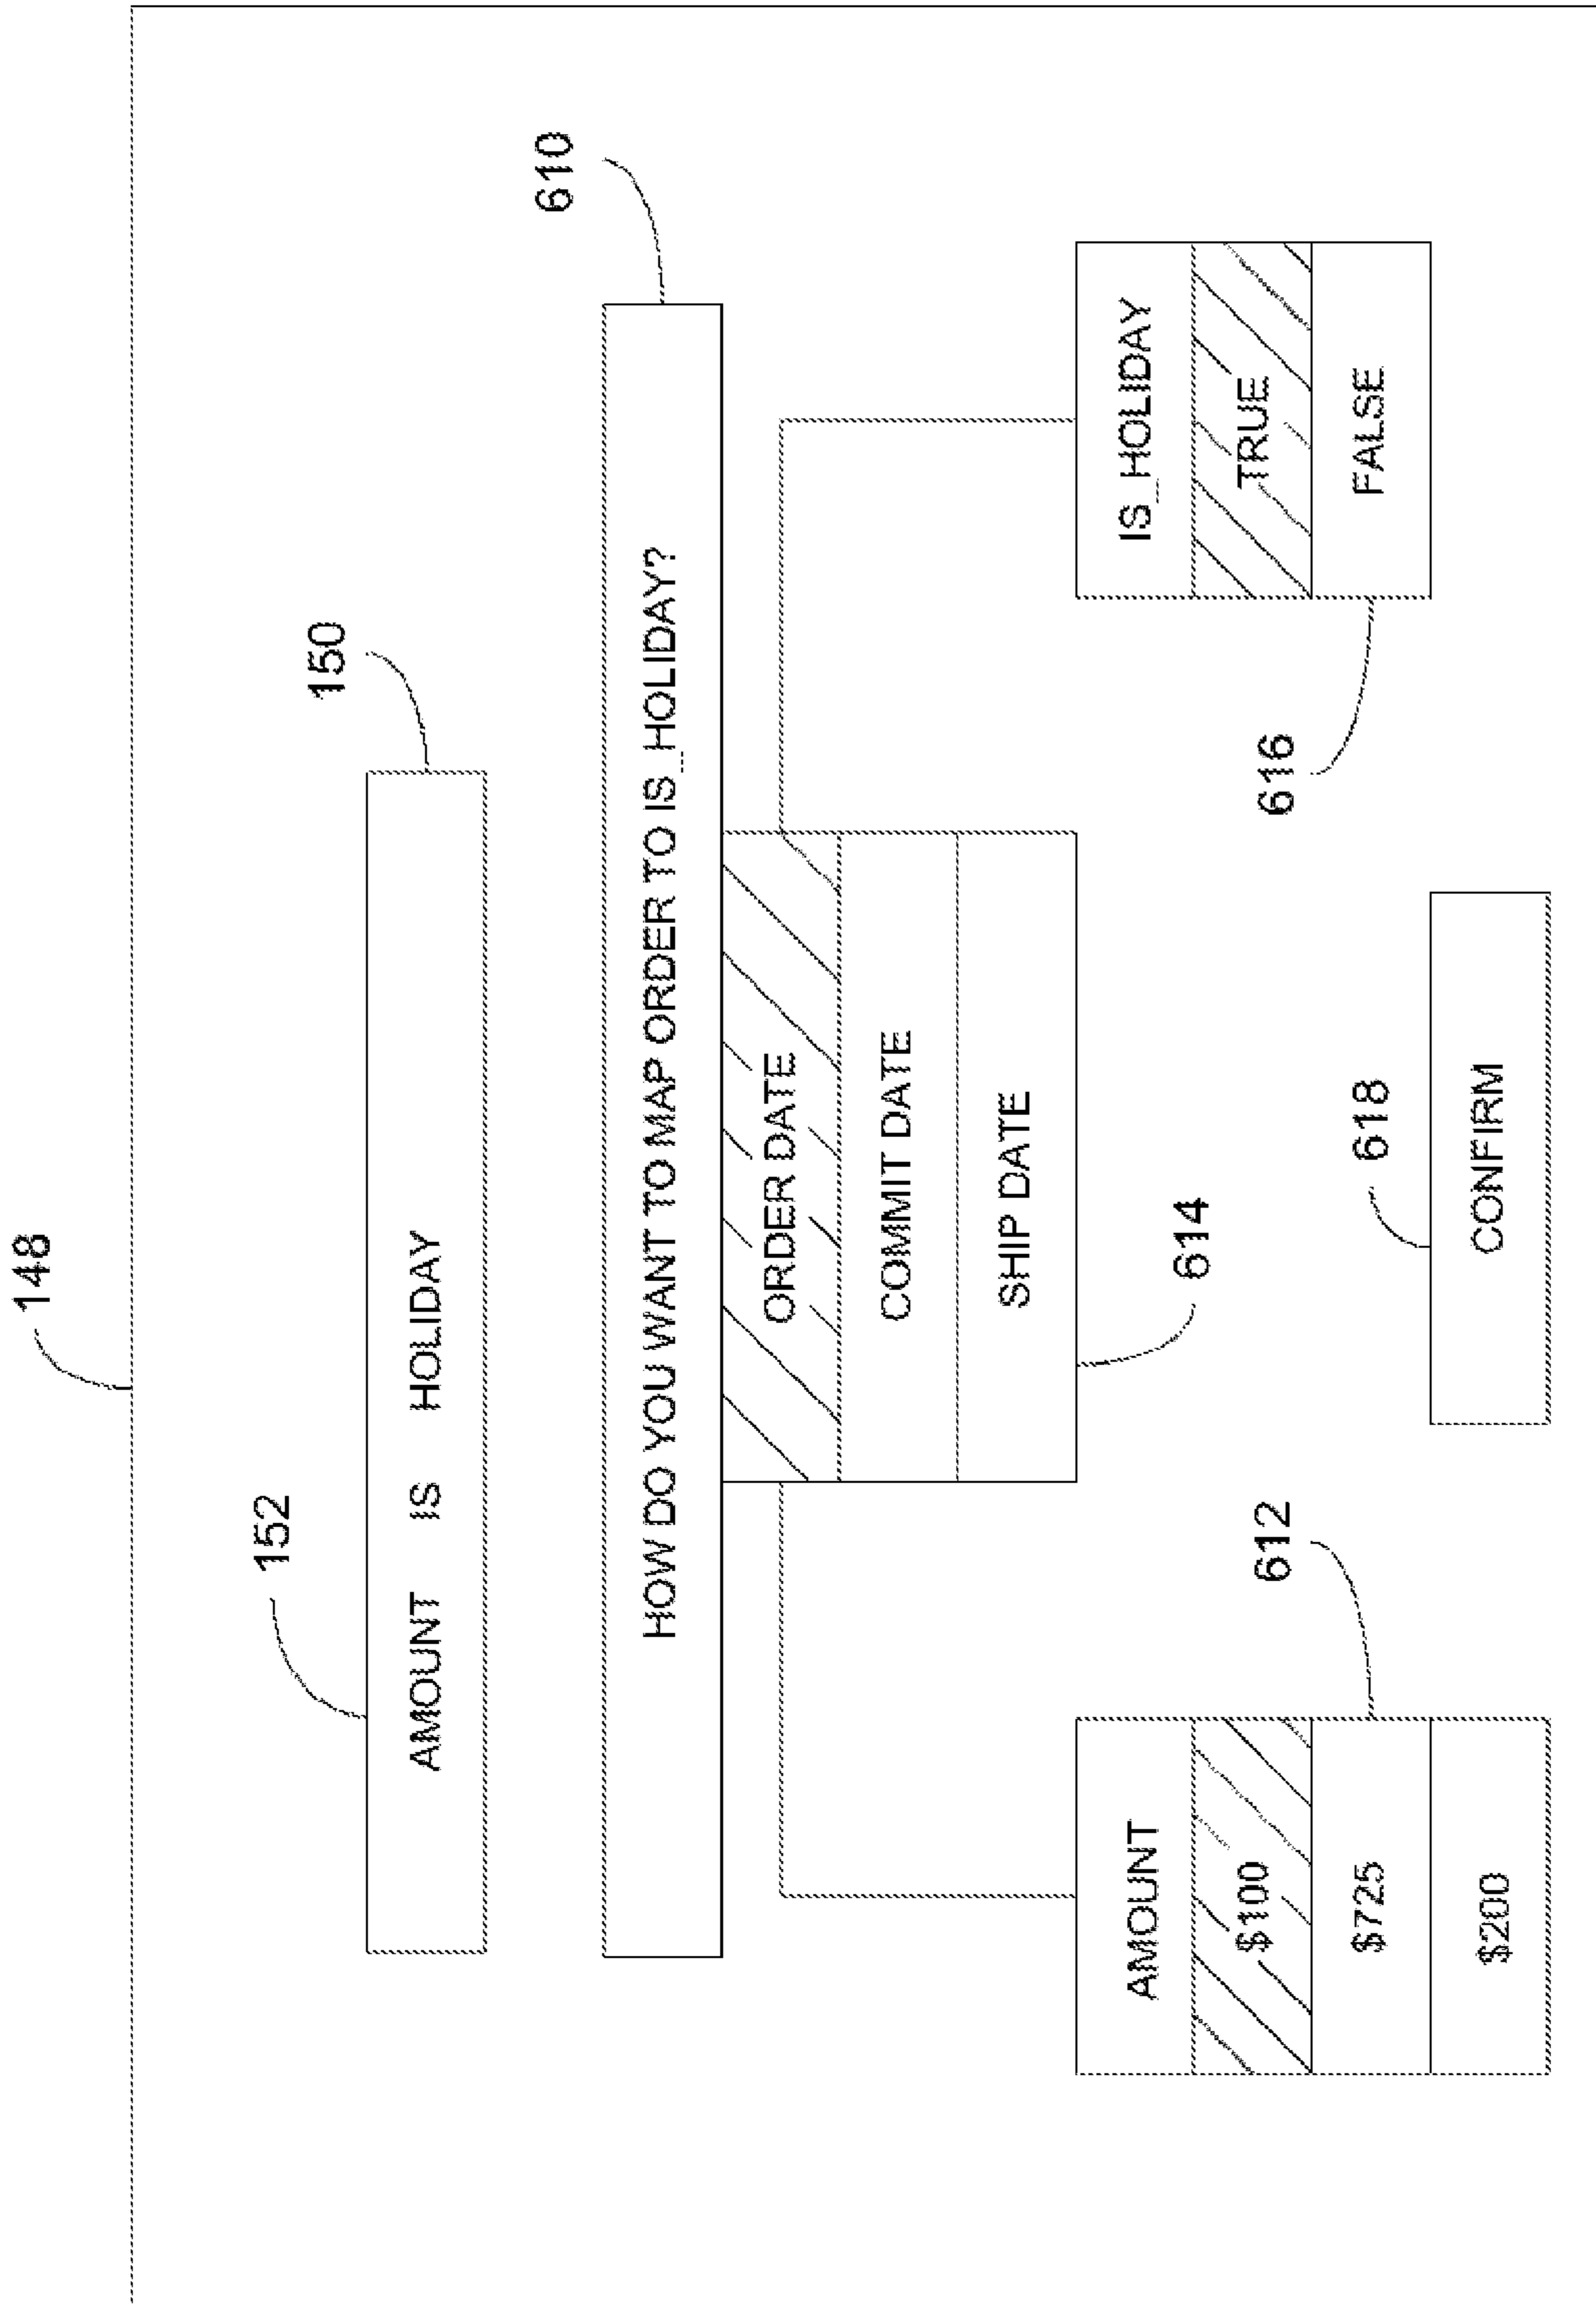 148
152
150
AMOUNT IS HOLIDAY
610
HOW DO YOU WANT TO MAP ORDER TO IS_HOLIDAY?
ORDER DATE
COMMIT DATE
SHIP DATE
614
AMOUNT
$100
$725
$200
612
IS_HOLIDAY
TRUE
FALSE
616
618
CONFIRM